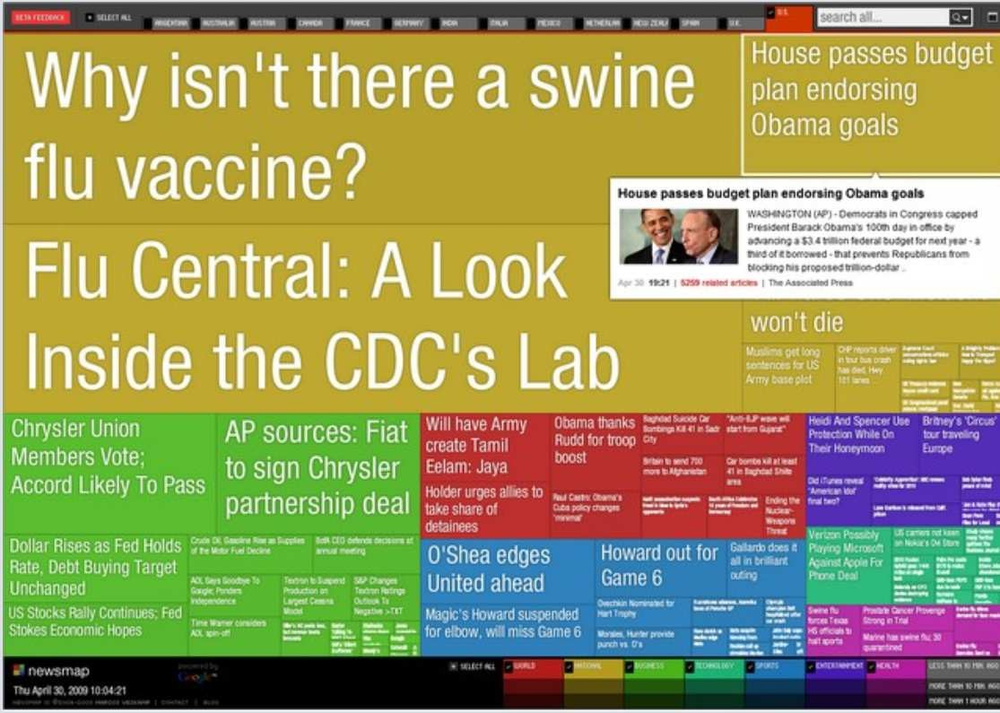 BETA FEEDBACK
SELECT ALL
ARGENTINA
AUSTRALIA
AUSTRIA
CANADA
FRANCE
GERMANY
INDIA
ITALIA
MEXICO
NETHERLAN
NEW ZEALA
SPAIN
U.K.
U.S.
search all...
Why isn't there a swine
flu vaccine?
House passes budget
plan endorsing
Obama goals
House passes budget plan endorsing Obama goals
WASHINGTON (AP) - Democrats in Congress capped
President Barack Obama's 100th day in office by
advancing a $3.4 trillion federal budget for next year - a
third of it borrowed - that prevents Republicans from
blocking his proposed trillion-dollar ..
Apr 30 19:21 | 5259 related articles | The Associated Press
Flu Central: A Look
Inside the CDC's Lab
won't die
Muslims get long
sentences for US
Army base plot
CHP reports driver
in tour bus crash
has died, Hwy.
101 lanes ..
Chrysler Union
Members Vote;
Accord Likely To Pass
AP sources: Fiat
to sign Chrysler
partnership deal
Dollar Rises as Fed Holds
Rate, Debt Buying Target
Unchanged
US Stocks Rally Continues; Fed
Stokes Economic Hopes
Crude Oil, Gasoline Rise as Supplies
of the Motor Fuel Decline
BofA CEO defends decisions at
annual meeting
AOL Says Goodbye To
Google; Ponders
Independence
Textron to Suspend
Production on
Largest Cessna
Model
S&P Changes
Textron Ratings
Outlook To
Negative >TXT
Time Warner considers
AOL spin-off
Will have Army
create Tamil
Eelam: Jaya
Holder urges allies to
take share of
detainees
Obama thanks
Rudd for troop
boost
Raul Castro: Obama's
Cuba policy changes
'minimal'
Baghdad Suicide Car
Bombings Kill 41 in Sadr
City
"Anti-BJP wave will
start from Gujarat"
Britain to send 700
more to Afghanistan
Car bombs kill at least
41 in Baghdad Shiite
area
Ending the
Nuclear-
Weapons
Threat
O'Shea edges
United ahead
Magic's Howard suspended
for elbow, will miss Game 6
Howard out for
Game 6
Gallardo does it
all in brilliant
outing
Ovechkin Nominated for
Hart Trophy
Morales, Hunter provide
punch vs. O's
Heidi And Spencer Use
Protection While On
Their Honeymoon
Britney's 'Circus'
tour traveling
Europe
Did iTunes reveal
"American Idol"
final two?
Verizon Possibly
Playing Microsoft
Against Apple For
Phone Deal
US carriers not keen
on Nokia's Ovi Store
Swine flu
forces Texas
HS officials to
halt sports
Prostate Cancer Provenge
Strong in Trial
Marine has swine flu; 30
quarantined
newsmap
powered by
Google
Thu April 30, 2009 10:04:21
SELECT ALL
WORLD
NATIONAL
BUSINESS
TECHNOLOGY
SPORTS
ENTERTAINMENT
HEALTH
LESS THAN 10 MIN. AGO
MORE THAN 10 MIN. AGO
MORE THAN 1 HOUR AGO